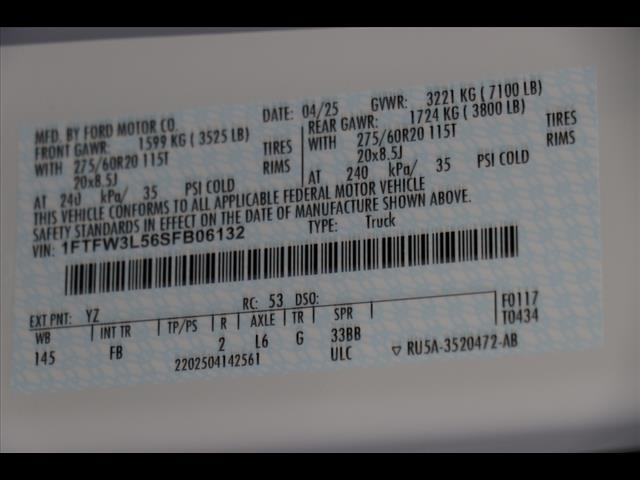 MFD. BY FORD MOTOR CO.
DATE: 04/25 GVWR: 3221 KG ( 7100 LB)
FRONT GAWR: 1599 KG ( 3525 LB) REAR GAWR: 1724 KG ( 3800 LB)
WITH 275/60R20 115T TIRES WITH 275/60R20 115T TIRES
20x8.5J RIMS 20x8.5J RIMS
AT 240 kPa/ 35 PSI COLD AT 240 kPa/ 35 PSI COLD
THIS VEHICLE CONFORMS TO ALL APPLICABLE FEDERAL MOTOR VEHICLE
SAFETY STANDARDS IN EFFECT ON THE DATE OF MANUFACTURE SHOWN ABOVE.
VIN: 1FTFW3L56SFB06132 TYPE: Truck
EXT PNT: YZ RC: 53 DSO:
WB INT TR TP/PS R AXLE TR SPR F0117
145 FB 2 L6 G 33BB T0434
2202504142561 ULC ▽ RU5A-3520472-AB